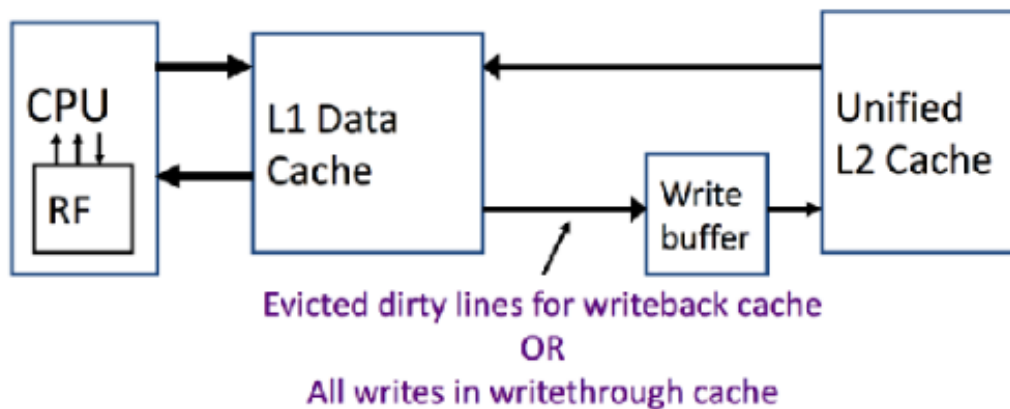 CPU
RF
L1 Data
Cache
Write
buffer
Unified
L2 Cache
Evicted dirty lines for writeback cache
OR
All writes in writethrough cache